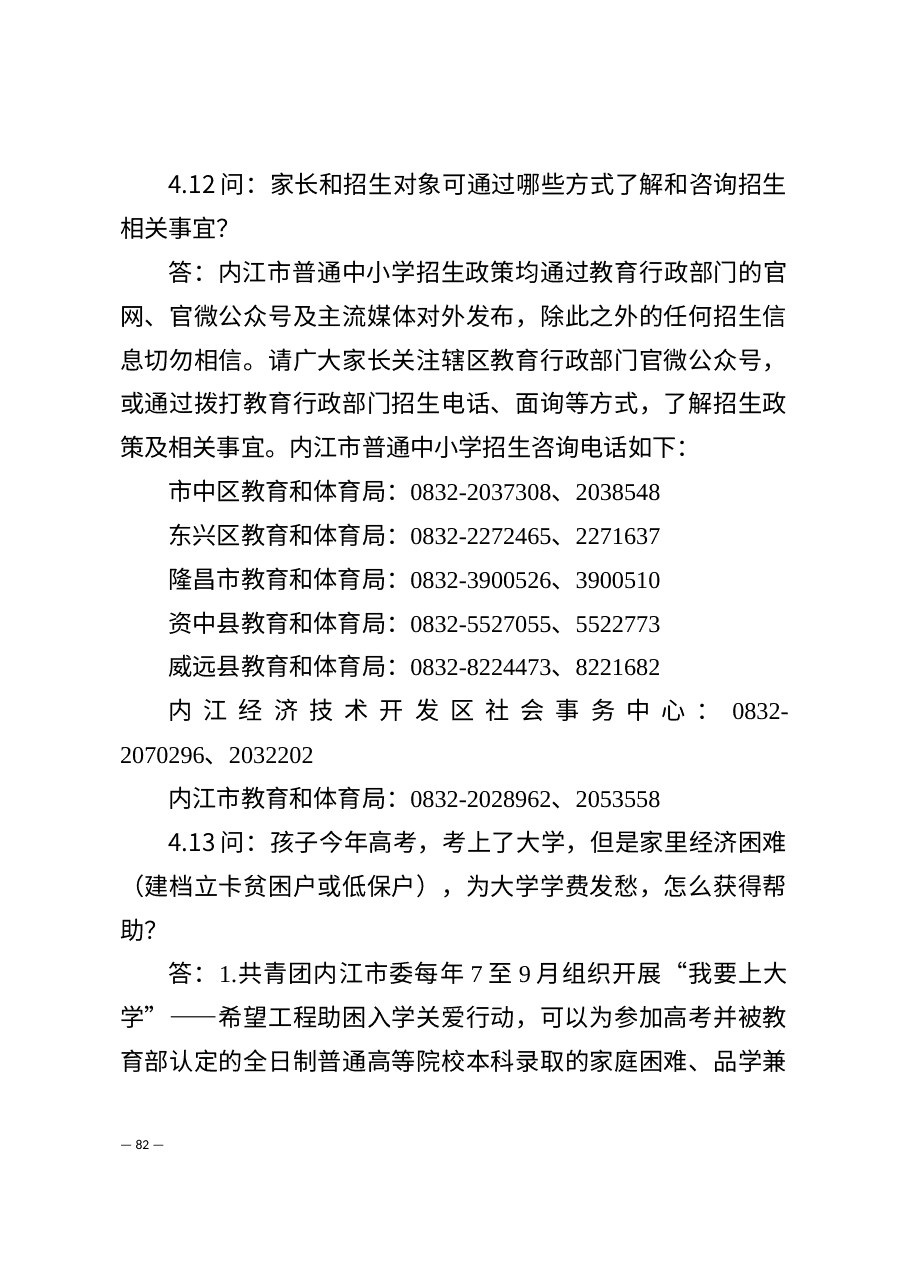 4.12 问：家长和招生对象可通过哪些方式了解和咨询招生
相关事宜？
答：内江市普通中小学招生政策均通过教育行政部门的官
网、官微公众号及主流媒体对外发布，除此之外的任何招生信
息切勿相信。请广大家长关注辖区教育行政部门官微公众号，
或通过拨打教育行政部门招生电话、面询等方式，了解招生政
策及相关事宜。内江市普通中小学招生咨询电话如下：
市中区教育和体育局：0832-2037308、2038548
东兴区教育和体育局：0832-2272465、2271637
隆昌市教育和体育局：0832-3900526、3900510
资中县教育和体育局：0832-5527055、5522773
威远县教育和体育局：0832-8224473、8221682
内江经济技术开发区社会事务中心：0832-
2070296、2032202
内江市教育和体育局：0832-2028962、2053558
4.13 问：孩子今年高考，考上了大学，但是家里经济困难
（建档立卡贫困户或低保户），为大学学费发愁，怎么获得帮
助？
答：1.共青团内江市委每年 7 至 9 月组织开展“我要上大
学”——希望工程助困入学关爱行动，可以为参加高考并被教
育部认定的全日制普通高等院校本科录取的家庭困难、品学兼
— 82 —